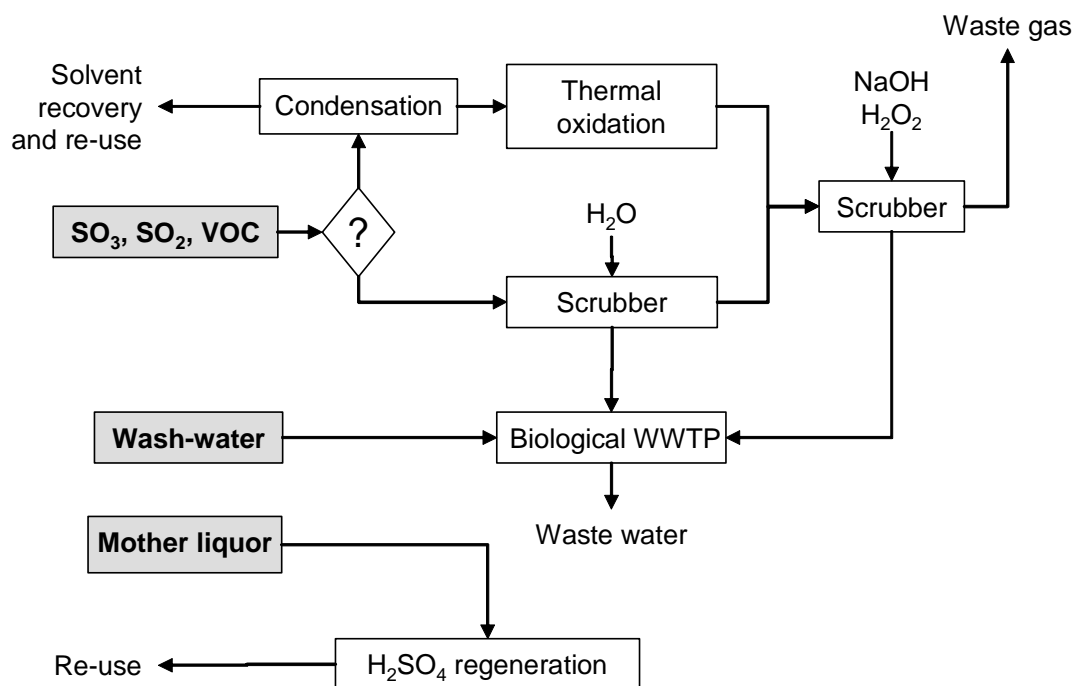 Waste gas
Solvent
recovery
and re-use
Condensation
Thermal
oxidation
NaOH
H₂O₂
SO₃, SO₂, VOC
?
H₂O
Scrubber
Scrubber
Wash-water
Biological WWTP
Waste water
Mother liquor
Re-use
H₂SO₄ regeneration